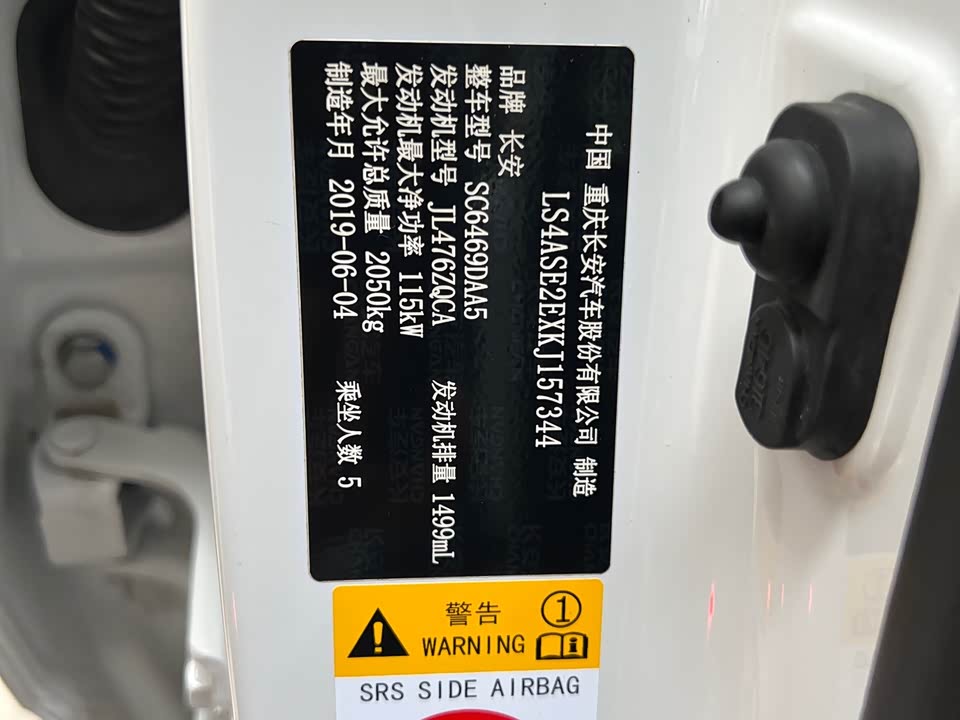 中国 重庆长安汽车股份有限公司 制造
LS4ASE2EXKJ157344
品牌 长安
整车型号 SC6469DAA5
发动机型号 JL476ZQCA 发动机排量 1499mL
发动机最大净功率 115kW
最大允许总质量 2050kg
制造年月 2019-06-04 乘坐人数 5
警告 ①
WARNING
SRS SIDE AIRBAG